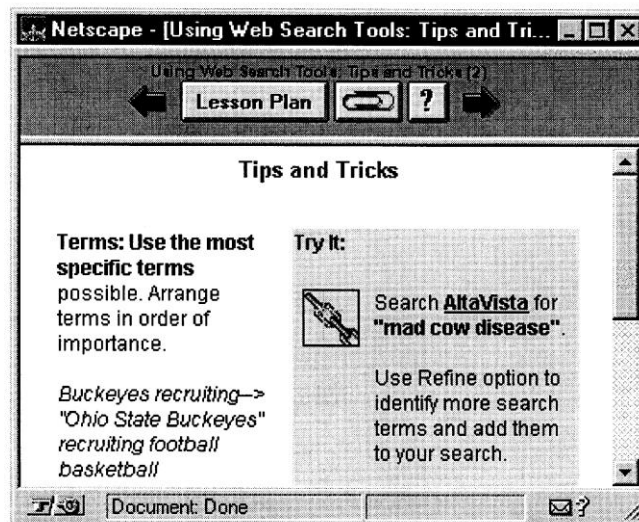 Netscape - [Using Web Search Tools: Tips and Tri...
Using Web Search Tools: Tips and Tricks (2)
Lesson Plan
?
Tips and Tricks
Terms: Use the most
specific terms
possible. Arrange
terms in order of
importance.
Buckeyes recruiting-->
"Ohio State Buckeyes"
recruiting football
basketball
Try It:
Search AltaVista for
"mad cow disease".
Use Refine option to
identify more search
terms and add them
to your search.
Document: Done
?